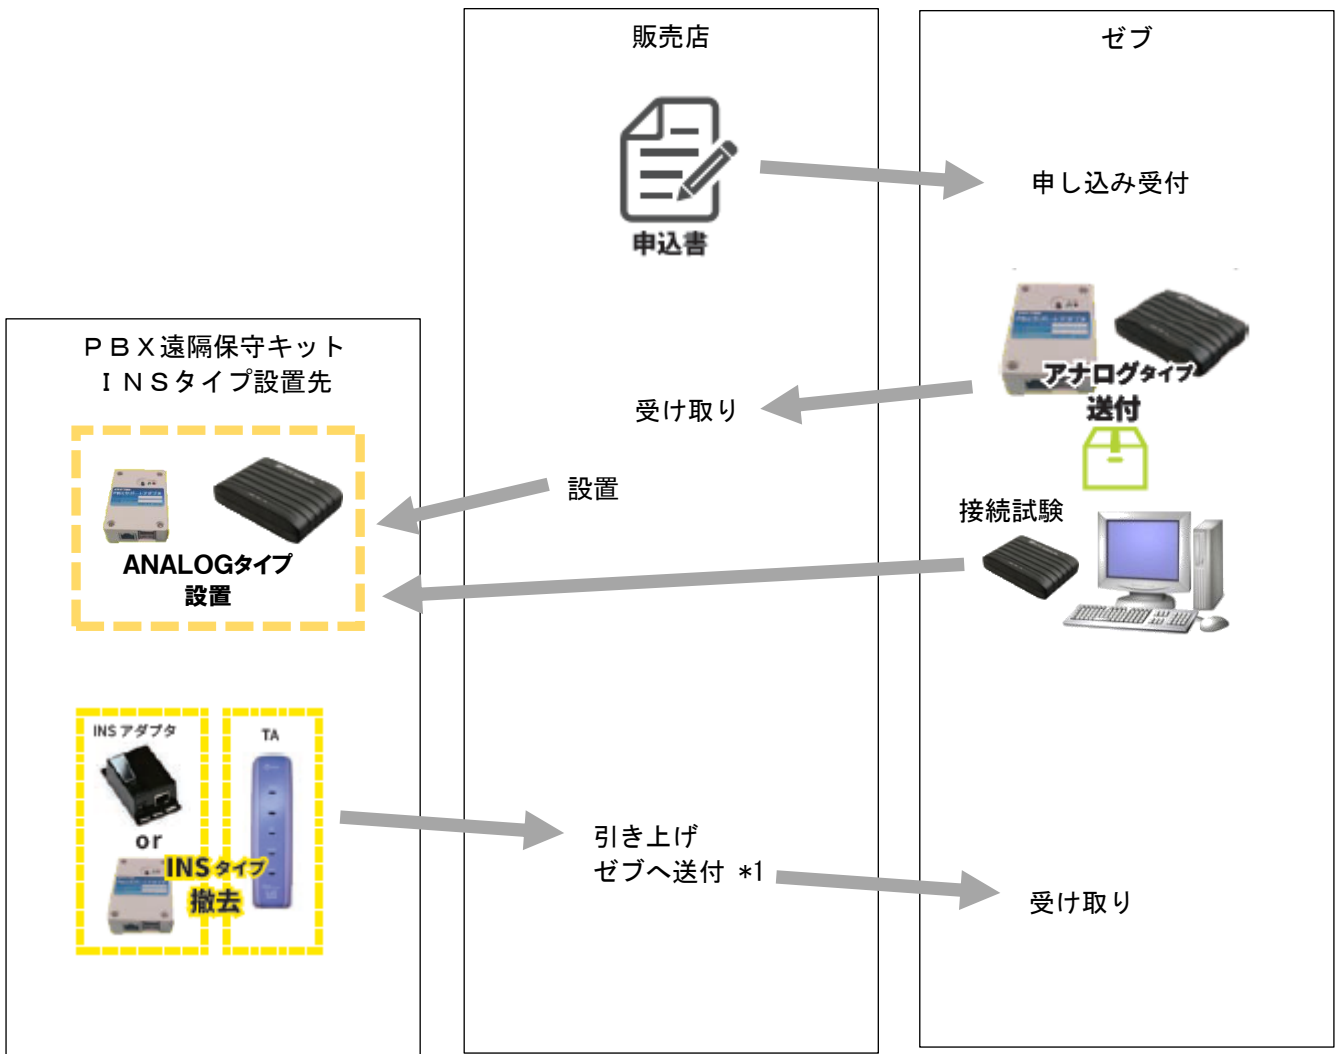 販売店
ゼブ
申込書
申し込み受付
アナログタイプ
送付
受け取り
ＰＢＸ遠隔保守キット
ＩＮＳタイプ設置先
設置
ANALOGタイプ
設置
接続試験
INS アダプタ
TA
or
INS タイプ
撤去
引き上げ
ゼブへ送付 *1
受け取り